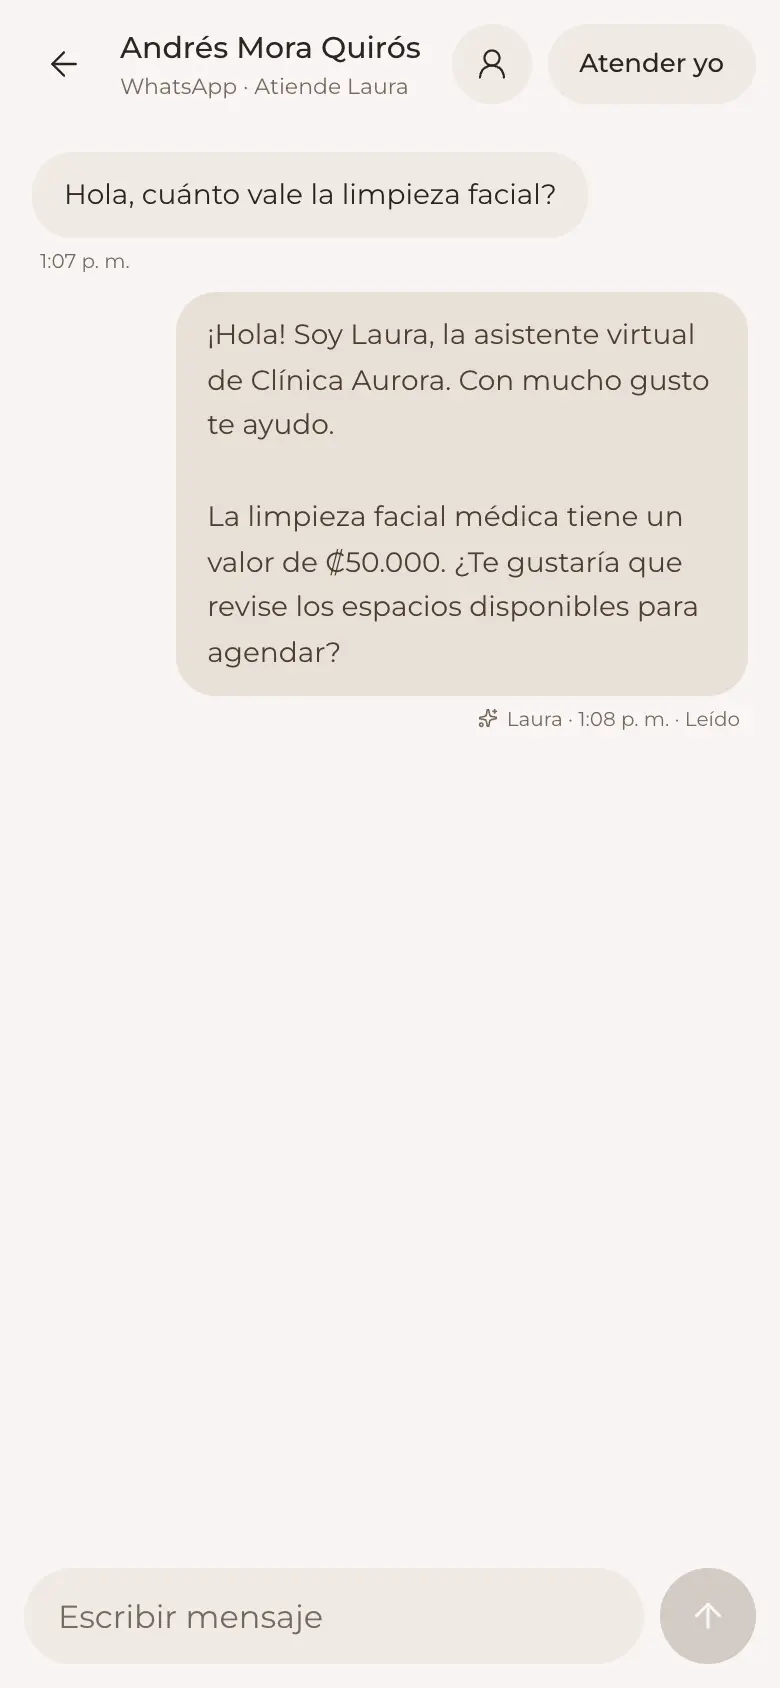 Andrés Mora Quirós
WhatsApp · Atiende Laura
Atender yo
Hola, cuánto vale la limpieza facial?
1:07 p. m.
¡Hola! Soy Laura, la asistente virtual
de Clínica Aurora. Con mucho gusto
te ayudo.
La limpieza facial médica tiene un
valor de ₡50.000. ¿Te gustaría que
revise los espacios disponibles para
agendar?
Laura · 1:08 p. m. · Leído
Escribir mensaje